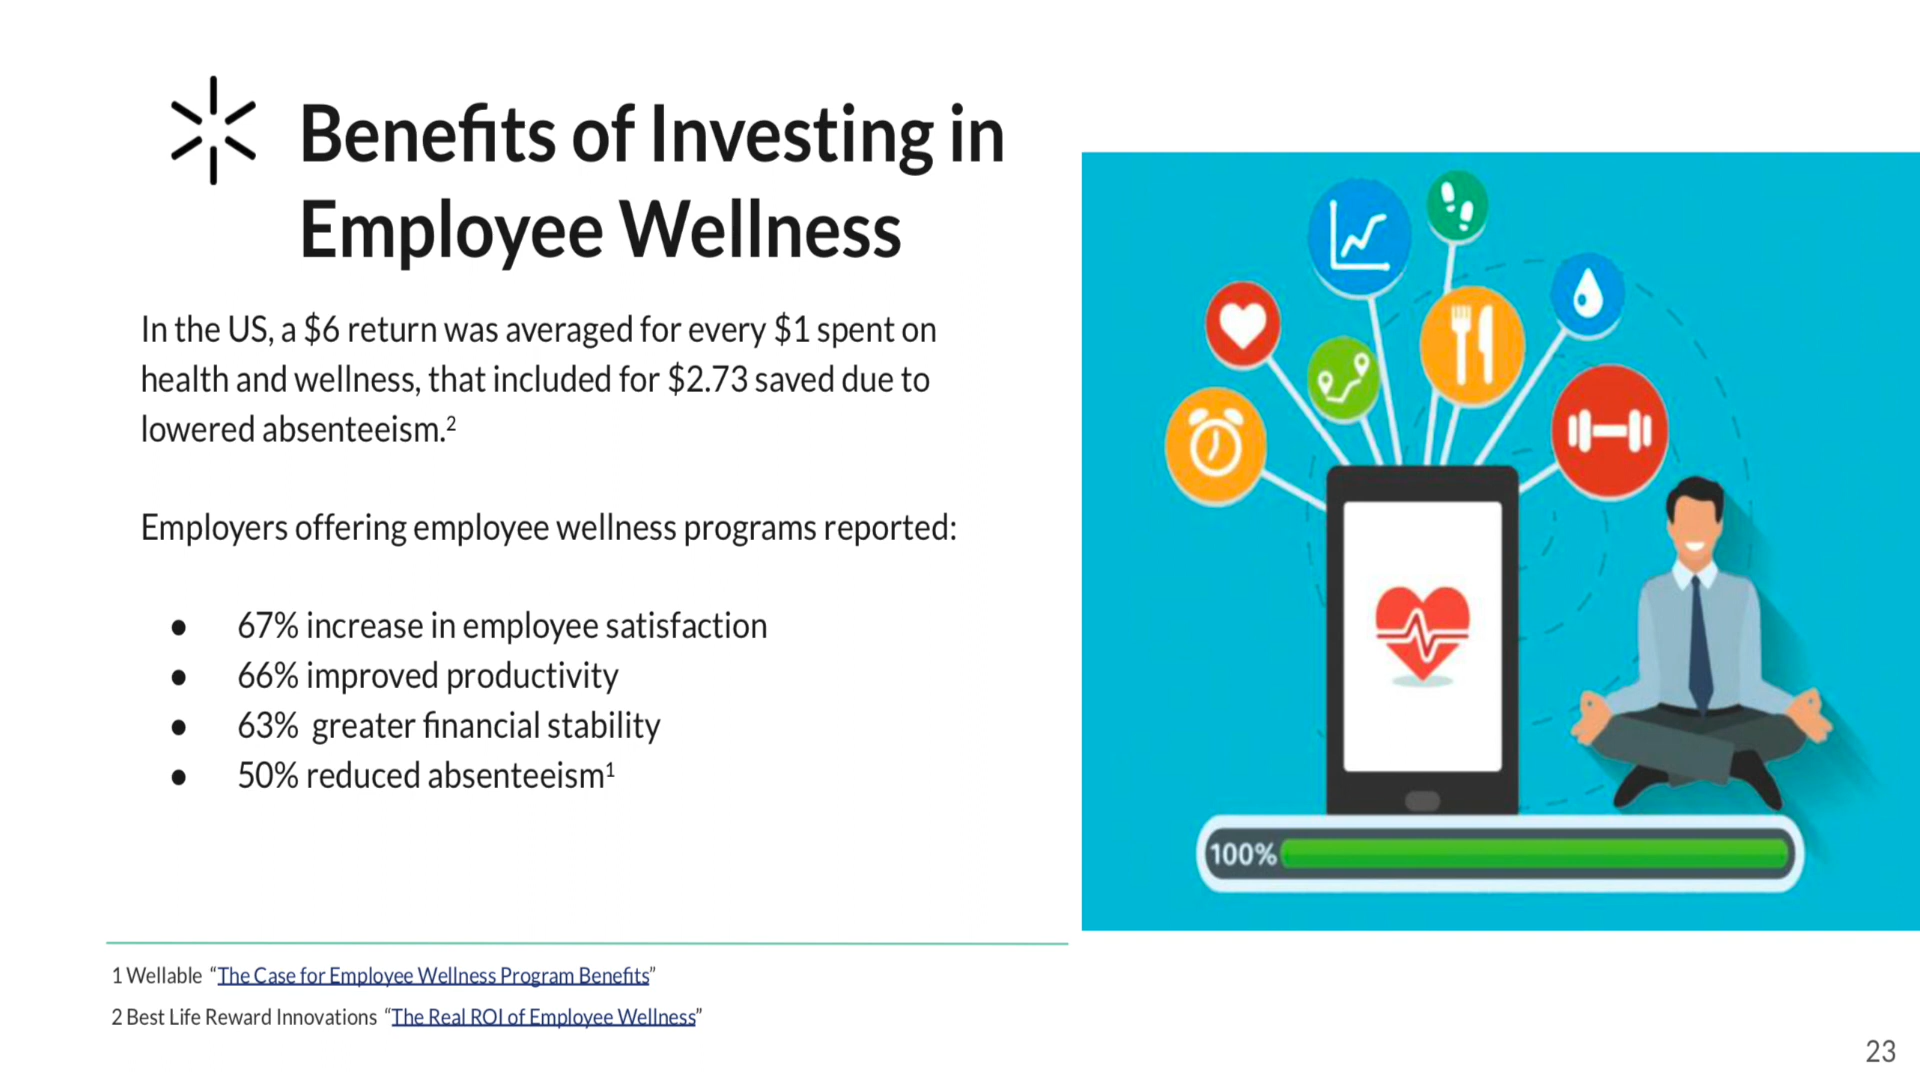 Benefits of Investing in
Employee Wellness
In the US, a $6 return was averaged for every $1 spent on
health and wellness, that included for $2.73 saved due to
lowered absenteeism.²
Employers offering employee wellness programs reported:
● 67% increase in employee satisfaction
● 66% improved productivity
● 63%  greater financial stability
● 50% reduced absenteeism¹
100%
1 Wellable “The Case for Employee Wellness Program Benefits”
2 Best Life Reward Innovations “The Real ROI of Employee Wellness”
23